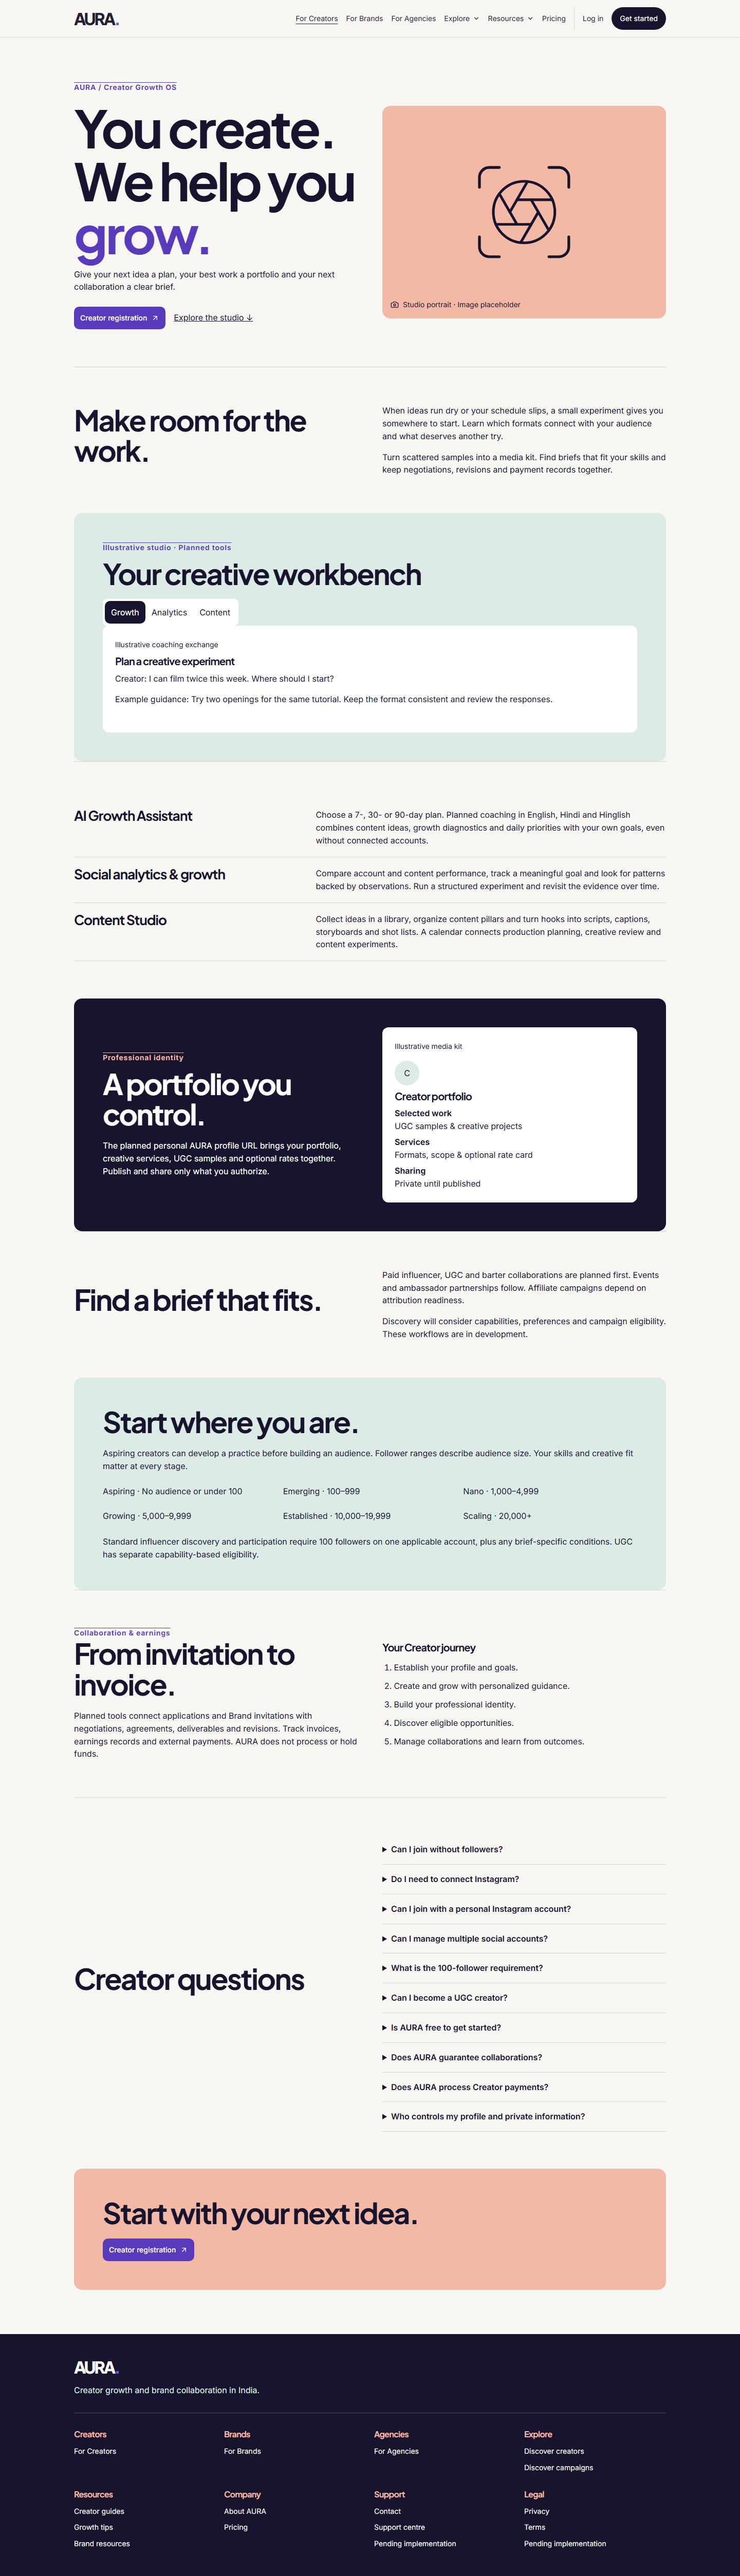 AURA.
For Creators
For Brands
For Agencies
Explore
Resources
Pricing
Log in
Get started
AURA / Creator Growth OS
You create.
We help you
grow.
Give your next idea a plan, your best work a portfolio and your next
collaboration a clear brief.
Creator registration ↗
Explore the studio ↓
Studio portrait · Image placeholder
Make room for the
work.
When ideas run dry or your schedule slips, a small experiment gives you
somewhere to start. Learn which formats connect with your audience
and what deserves another try.
Turn scattered samples into a media kit. Find briefs that fit your skills and
keep negotiations, revisions and payment records together.
Illustrative studio · Planned tools
Your creative workbench
Growth
Analytics
Content
Illustrative coaching exchange
Plan a creative experiment
Creator: I can film twice this week. Where should I start?
Example guidance: Try two openings for the same tutorial. Keep the format consistent and review the responses.
AI Growth Assistant
Choose a 7-, 30- or 90-day plan. Planned coaching in English, Hindi and Hinglish
combines content ideas, growth diagnostics and daily priorities with your own goals, even
without connected accounts.
Social analytics & growth
Compare account and content performance, track a meaningful goal and look for patterns
backed by observations. Run a structured experiment and revisit the evidence over time.
Content Studio
Collect ideas in a library, organize content pillars and turn hooks into scripts, captions,
storyboards and shot lists. A calendar connects production planning, creative review and
content experiments.
Professional identity
A portfolio you
control.
The planned personal AURA profile URL brings your portfolio,
creative services, UGC samples and optional rates together.
Publish and share only what you authorize.
Illustrative media kit
C
Creator portfolio
Selected work
UGC samples & creative projects
Services
Formats, scope & optional rate card
Sharing
Private until published
Find a brief that fits.
Paid influencer, UGC and barter collaborations are planned first. Events
and ambassador partnerships follow. Affiliate campaigns depend on
attribution readiness.
Discovery will consider capabilities, preferences and campaign eligibility.
These workflows are in development.
Start where you are.
Aspiring creators can develop a practice before building an audience. Follower ranges describe audience size. Your skills and creative fit
matter at every stage.
Aspiring · No audience or under 100
Emerging · 100–999
Nano · 1,000–4,999
Growing · 5,000–9,999
Established · 10,000–19,999
Scaling · 20,000+
Standard influencer discovery and participation require 100 followers on one applicable account, plus any brief-specific conditions. UGC
has separate capability-based eligibility.
Collaboration & earnings
From invitation to
invoice.
Planned tools connect applications and Brand invitations with
negotiations, agreements, deliverables and revisions. Track invoices,
earnings records and external payments. AURA does not process or hold
funds.
Your Creator journey
1. Establish your profile and goals.
2. Create and grow with personalized guidance.
3. Build your professional identity.
4. Discover eligible opportunities.
5. Manage collaborations and learn from outcomes.
Creator questions
Can I join without followers?
Do I need to connect Instagram?
Can I join with a personal Instagram account?
Can I manage multiple social accounts?
What is the 100-follower requirement?
Can I become a UGC creator?
Is AURA free to get started?
Does AURA guarantee collaborations?
Does AURA process Creator payments?
Who controls my profile and private information?
Start with your next idea.
Creator registration ↗
AURA.
Creator growth and brand collaboration in India.
Creators
For Creators
Brands
For Brands
Agencies
For Agencies
Explore
Discover creators
Discover campaigns
Resources
Creator guides
Growth tips
Brand resources
Company
About AURA
Pricing
Support
Contact
Support centre
Pending implementation
Legal
Privacy
Terms
Pending implementation